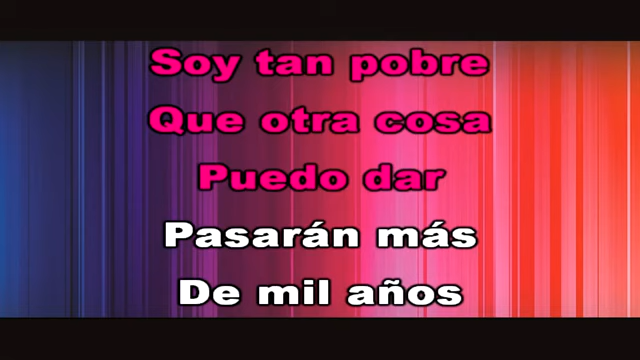 Soy tan pobre
Que otra cosa
Puedo dar
Pasarán más
De mil años